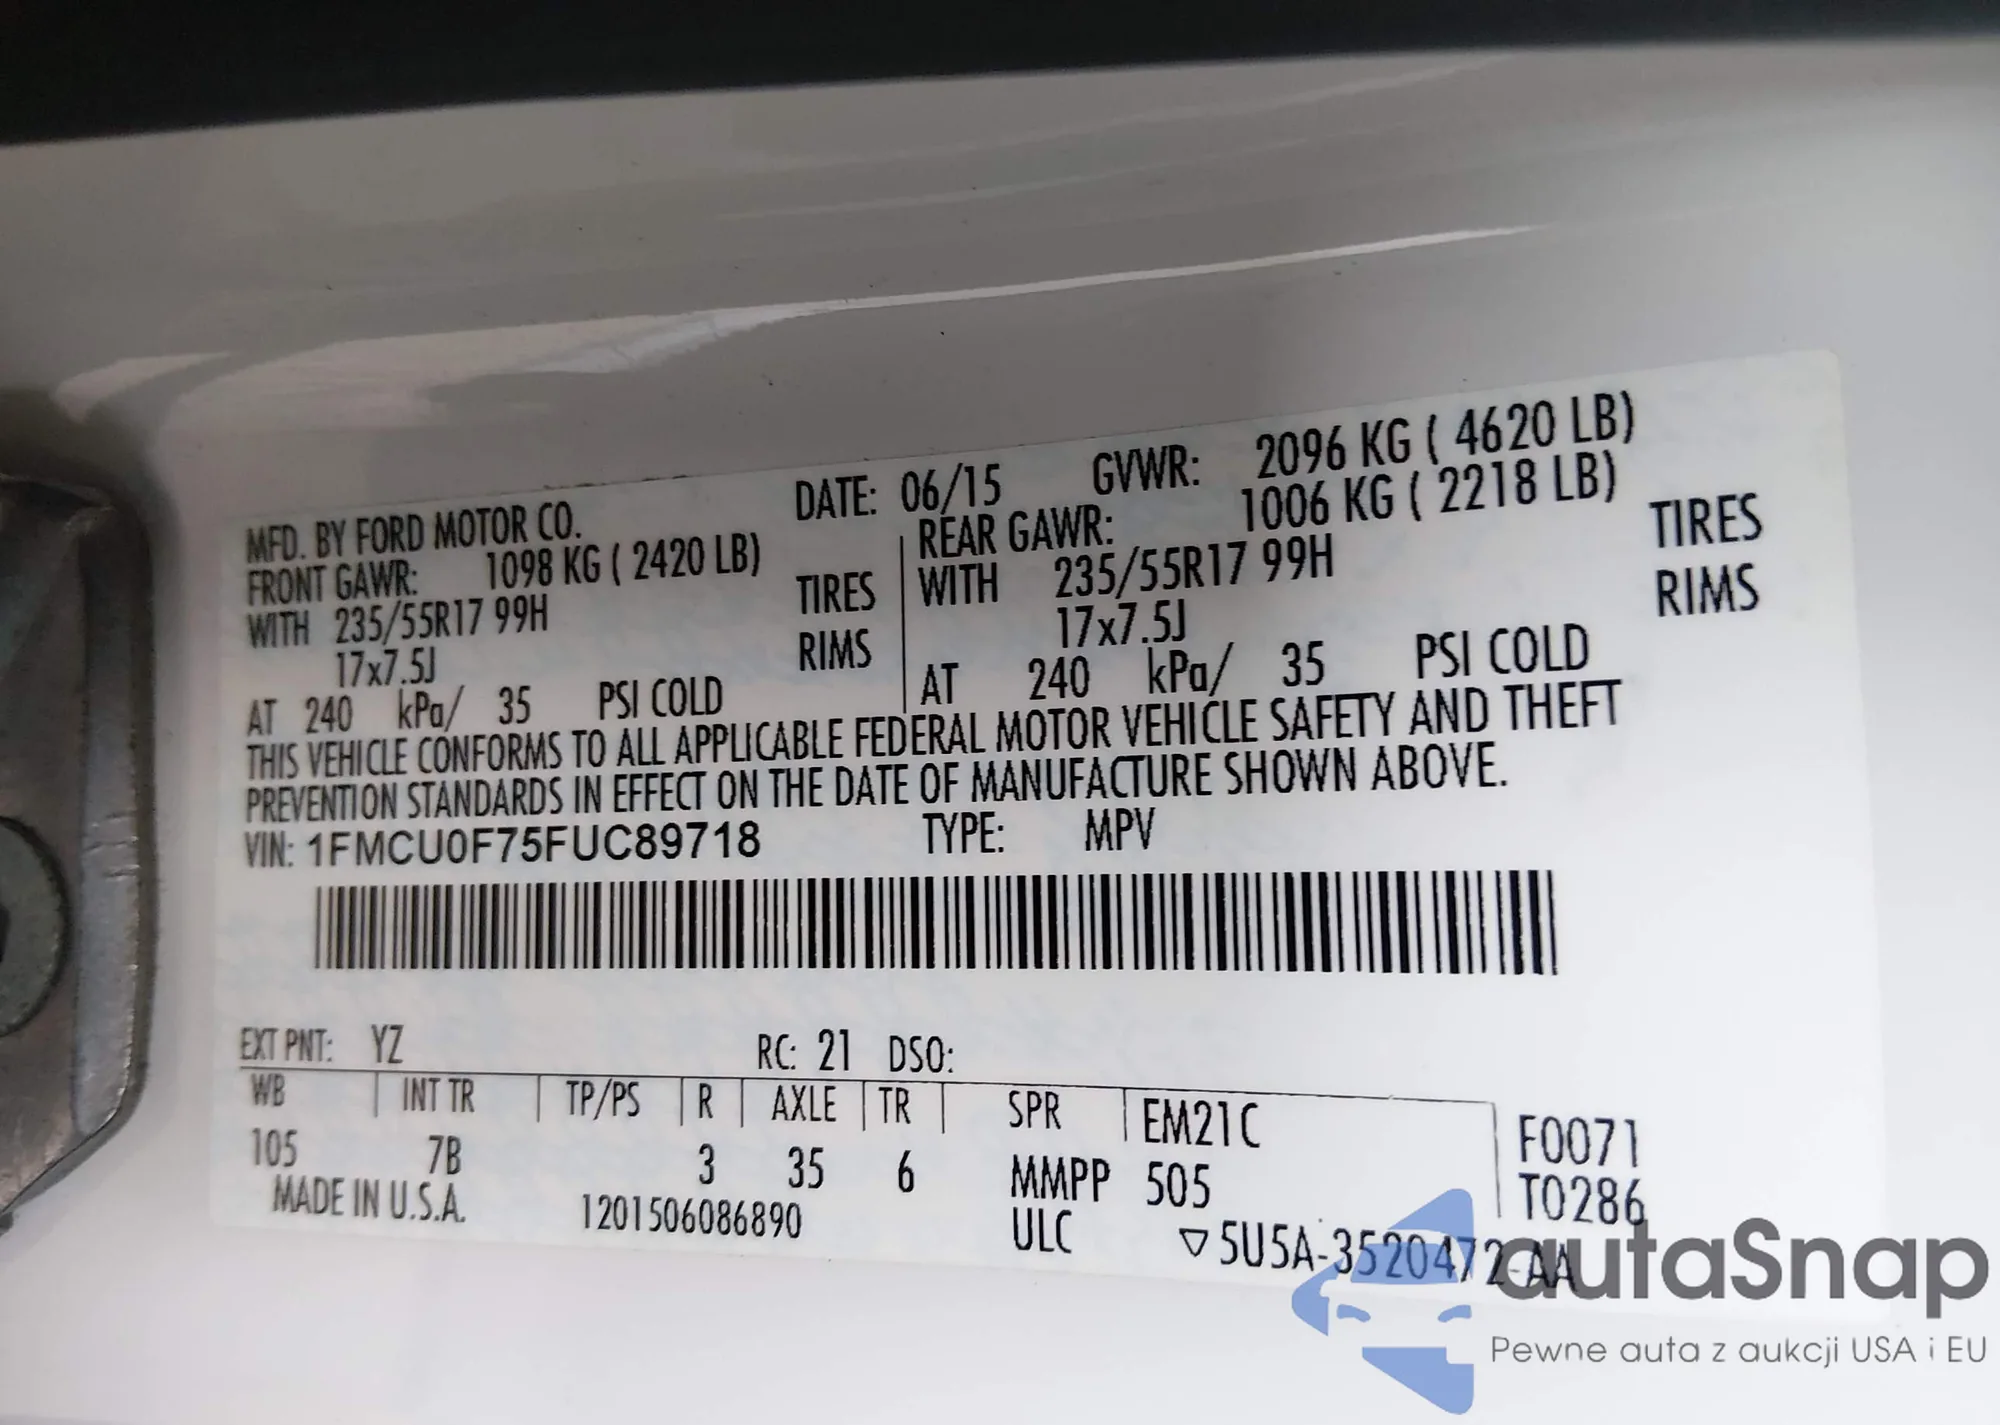 MFD. BY FORD MOTOR CO. DATE: 06/15 GVWR: 2096 KG ( 4620 LB)
FRONT GAWR: 1098 KG ( 2420 LB) REAR GAWR: 1006 KG ( 2218 LB)
WITH 235/55R17 99H TIRES WITH 235/55R17 99H TIRES
17x7.5J RIMS 17x7.5J RIMS
AT 240 kPa/ 35 PSI COLD AT 240 kPa/ 35 PSI COLD
THIS VEHICLE CONFORMS TO ALL APPLICABLE FEDERAL MOTOR VEHICLE SAFETY AND THEFT
PREVENTION STANDARDS IN EFFECT ON THE DATE OF MANUFACTURE SHOWN ABOVE.
VIN: 1FMCU0F75FUC89718 TYPE: MPV
EXT PNT: YZ RC: 21 DSO:
WB INT TR TP/PS R AXLE TR SPR EM21C F0071
105 7B 3 35 6 MMPP 505 T0286
MADE IN U.S.A. 1201506086890 ULC ▽5U5A-3520472-AA
autaSnap
Pewne auta z aukcji USA i EU